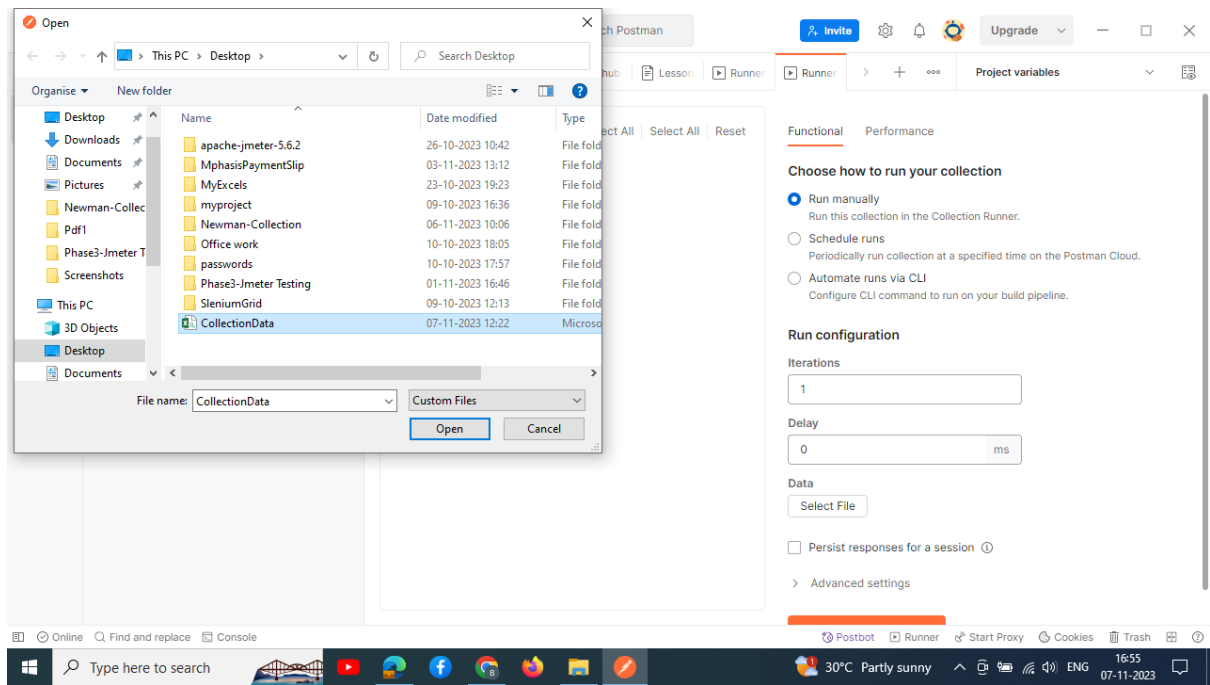 Open
ch Postman
Invite
Upgrade
This PC > Desktop >
Search Desktop
hub
Lesson
Runner
Runner
Project variables
Organise
New folder
Name
Date modified
Type
Desktop
Downloads
Documents
Pictures
Newman-Collec
Pdf1
Phase3-Jmeter T
Screenshots
This PC
3D Objects
Desktop
Documents
apache-jmeter-5.6.2 26-10-2023 10:42 File fold
MphasisPaymentSlip 03-11-2023 13:12 File fold
MyExcels 23-10-2023 19:23 File fold
myproject 09-10-2023 16:36 File fold
Newman-Collection 06-11-2023 10:06 File fold
Office work 10-10-2023 18:05 File fold
passwords 10-10-2023 17:57 File fold
Phase3-Jmeter Testing 01-11-2023 16:46 File fold
SleniumGrid 09-10-2023 12:13 File fold
CollectionData 07-11-2023 12:22 Microso
File name: CollectionData
Custom Files
Open
Cancel
ect All Select All Reset
Functional Performance
Choose how to run your collection
Run manually
Run this collection in the Collection Runner.
Schedule runs
Periodically run collection at a specified time on the Postman Cloud.
Automate runs via CLI
Configure CLI command to run on your build pipeline.
Run configuration
Iterations
1
Delay
0 ms
Data
Select File
Persist responses for a session
Advanced settings
Online Find and replace Console
Postbot Runner Start Proxy Cookies Trash
Type here to search
30°C Partly sunny
ENG
16:55
07-11-2023